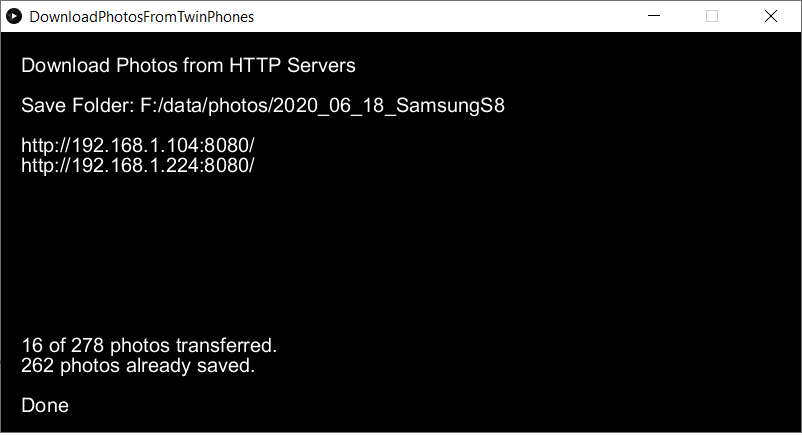 DownloadPhotosFromTwinPhones
Download Photos from HTTP Servers
Save Folder: F:/data/photos/2020_06_18_SamsungS8
http://192.168.1.104:8080/
http://192.168.1.224:8080/
16 of 278 photos transferred.
262 photos already saved.
Done